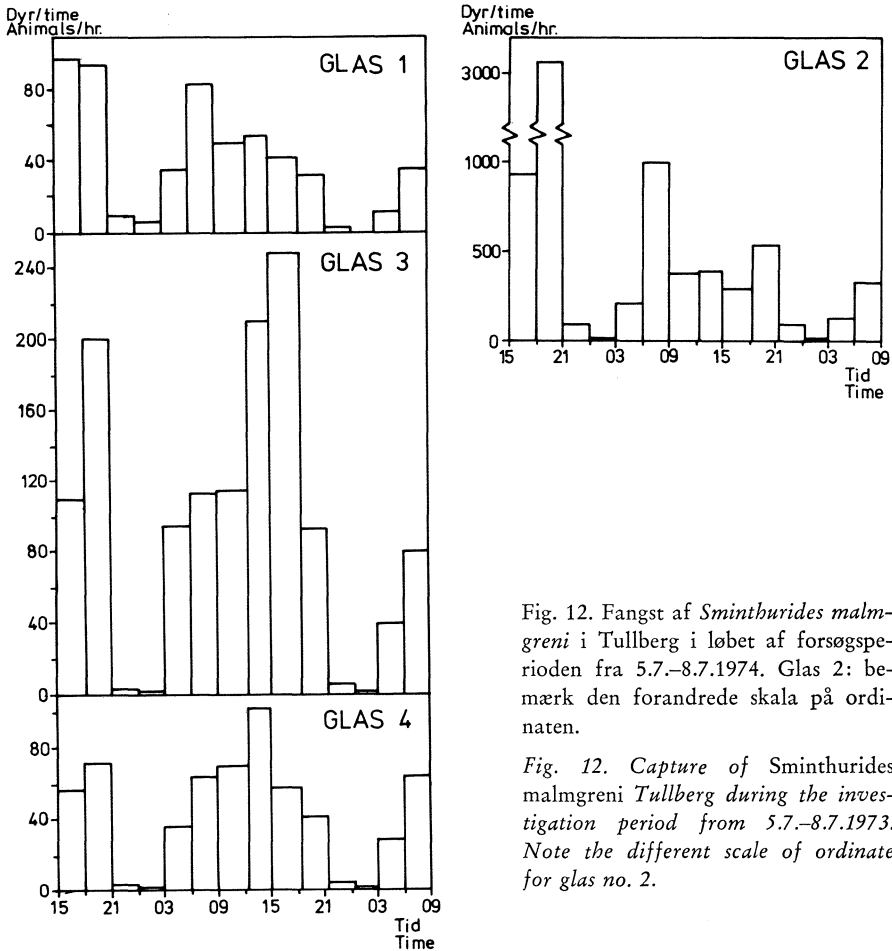 Dyr/time
Animals/hr.
GLAS 1
80
40
0
GLAS 3
240
200
160
120
80
40
0
GLAS 4
80
40
0
15 21 03 09 15 21 03 09
Tid
Time
Dyr/time
Animals/hr.
GLAS 2
3000
1000
500
0
15 21 03 09 15 21 03 09
Tid
Time
Fig. 12. Fangst af Sminthurides malm-
greni i Tullberg i løbet af forsøgspe-
rioden fra 5.7.–8.7.1974. Glas 2: be-
mærk den forandrede skala på ordi-
naten.
Fig. 12. Capture of Sminthurides
malmgreni Tullberg during the inves-
tigation period from 5.7.–8.7.1973.
Note the different scale of ordinate
for glas no. 2.